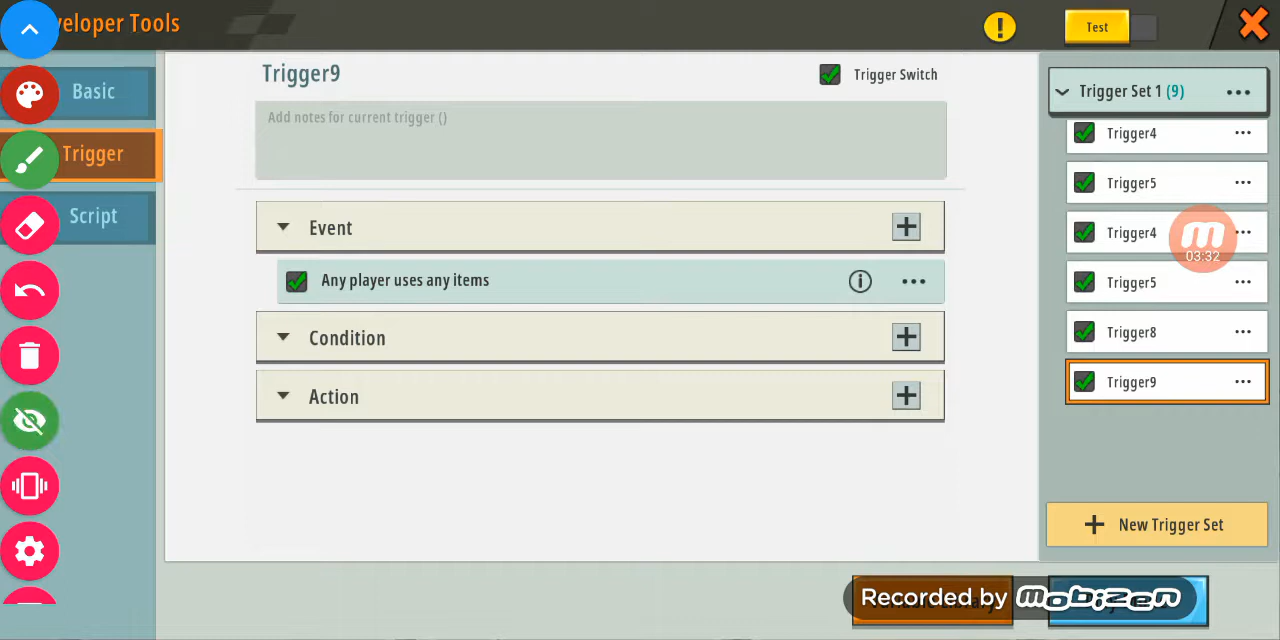 veloper Tools
Test
Basic
Trigger
Script
Trigger9
Trigger Switch
Add notes for current trigger ()
Event
Any player uses any items
Condition
Action
Trigger Set 1 (9)
Trigger4
Trigger5
Trigger4
Trigger5
Trigger8
Trigger9
03:32
New Trigger Set
Recorded by mobizen